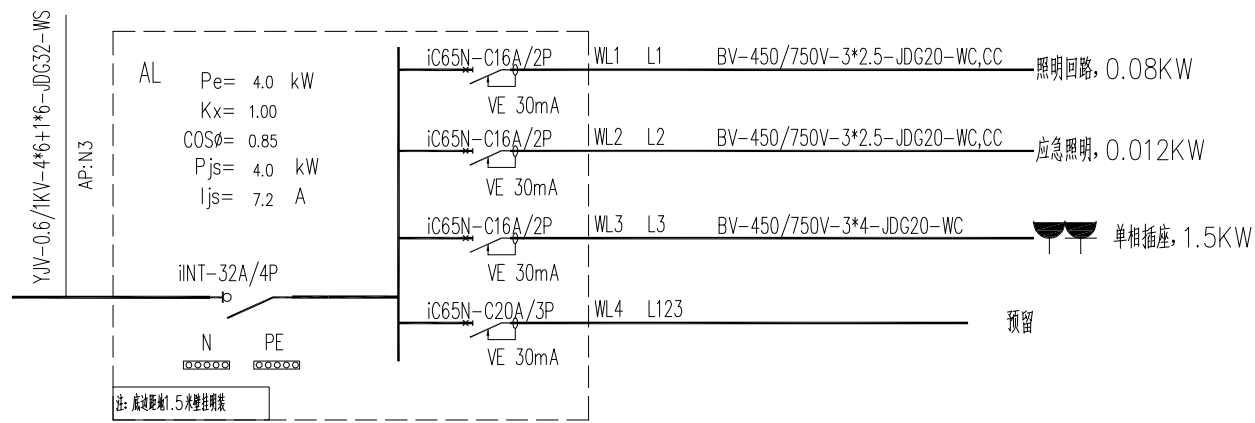 YJV-0.6/1KV-4*6+1*6-JDG32-WS
AP:N3
AL
Pe= 4.0 kW
Kx= 1.00
COSø= 0.85
Pjs= 4.0 kW
Ijs= 7.2 A
iINT-32A/4P
N PE
注: 底边距地1.5米壁挂明装
iC65N-C16A/2P WL1 L1 BV-450/750V-3*2.5-JDG20-WC,CC 照明回路, 0.08KW
VE 30mA
iC65N-C16A/2P WL2 L2 BV-450/750V-3*2.5-JDG20-WC,CC 应急照明, 0.012KW
VE 30mA
iC65N-C16A/2P WL3 L3 BV-450/750V-3*4-JDG20-WC 单相插座, 1.5KW
VE 30mA
iC65N-C20A/3P WL4 L123 预留
VE 30mA